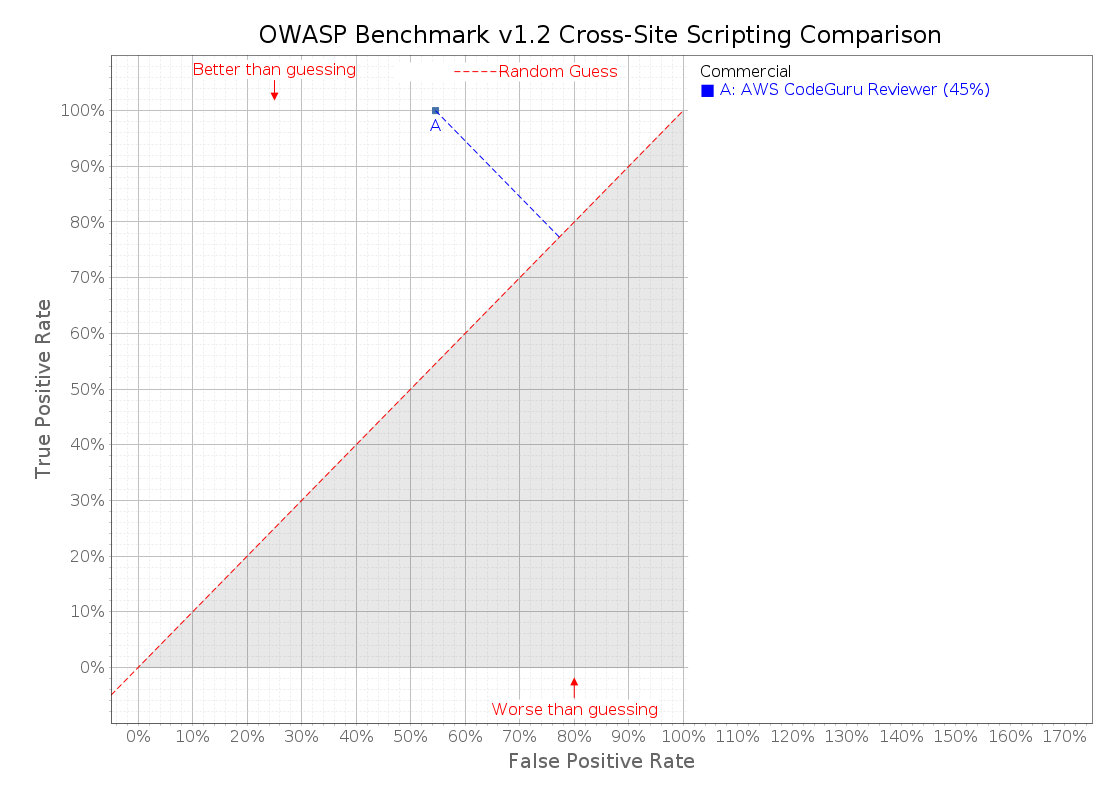 OWASP Benchmark v1.2 Cross-Site Scripting Comparison
Better than guessing
Random Guess
Commercial
A: AWS CodeGuru Reviewer (45%)
A
True Positive Rate
100%
90%
80%
70%
60%
50%
40%
30%
20%
10%
0%
Worse than guessing
0% 10% 20% 30% 40% 50% 60% 70% 80% 90% 100% 110% 120% 130% 140% 150% 160% 170%
False Positive Rate